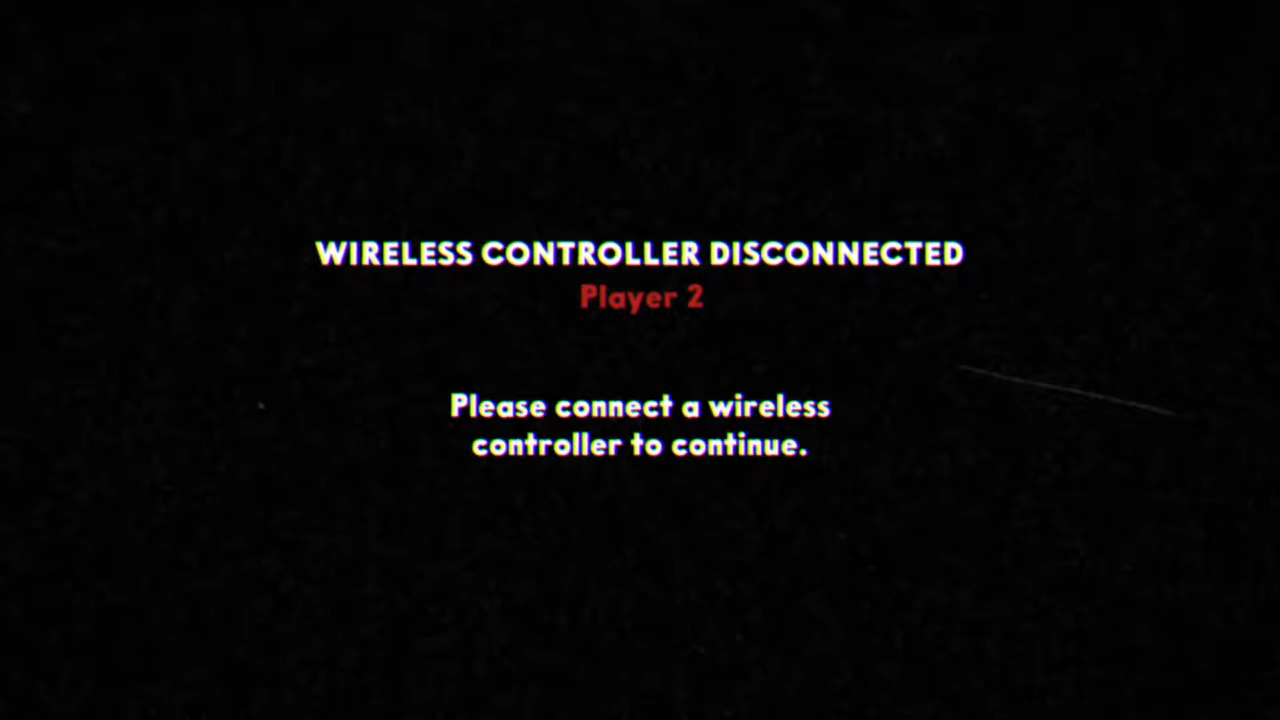 WIRELESS CONTROLLER DISCONNECTED
Player 2
Please connect a wireless
controller to continue.